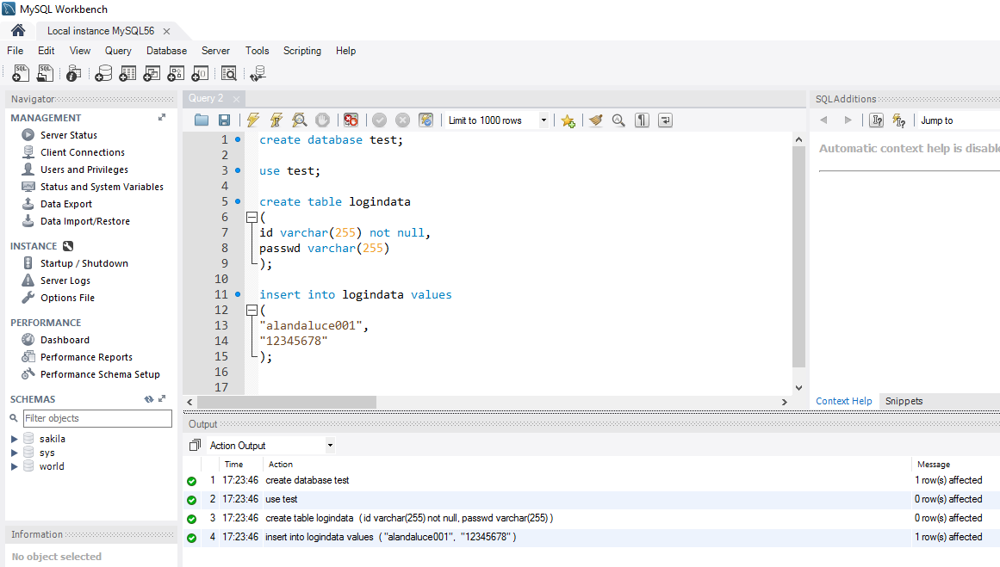 MySQL Workbench
Local instance MySQL56
File Edit View Query Database Server Tools Scripting Help
Navigator
MANAGEMENT
Server Status
Client Connections
Users and Privileges
Status and System Variables
Data Export
Data Import/Restore
INSTANCE
Startup / Shutdown
Server Logs
Options File
PERFORMANCE
Dashboard
Performance Reports
Performance Schema Setup
SCHEMAS
Filter objects
sakila
sys
world
Information
No object selected
Query 2
Limit to 1000 rows
1 create database test;
2
3 use test;
4
5 create table logindata
6 (
7 id varchar(255) not null,
8 passwd varchar(255)
9 );
10
11 insert into logindata values
12 (
13 "alandaluce001",
14 "12345678"
15 );
16
17
SQLAdditions
Jump to
Automatic context help is disable
Context Help Snippets
Output
Action Output
Time Action Message
1 17:23:46 create database test 1 row(s) affected
2 17:23:46 use test 0 row(s) affected
3 17:23:46 create table logindata ( id varchar(255) not null, passwd varchar(255) ) 0 row(s) affected
4 17:23:46 insert into logindata values ( "alandaluce001", "12345678" ) 1 row(s) affected